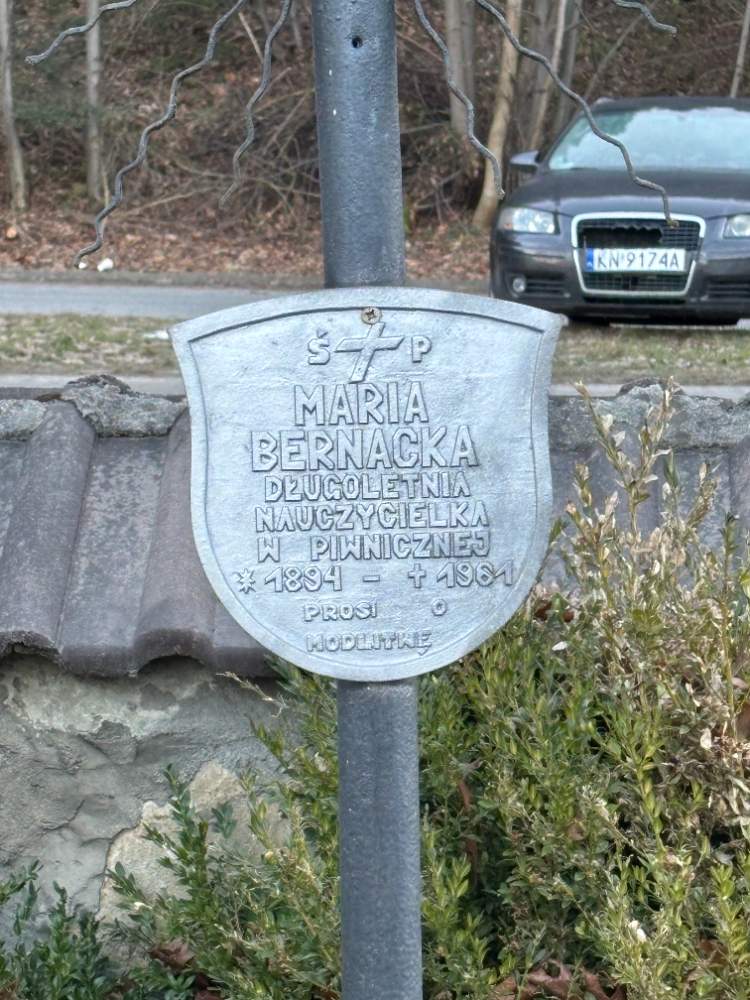 KN 9174A
Ś P
MARIA
BERNACKA
DŁUGOLETNIA
NAUCZYCIELKA
W PIWNICZNEJ
* 1894 - † 1961
PROSI O
MODLITWĘ